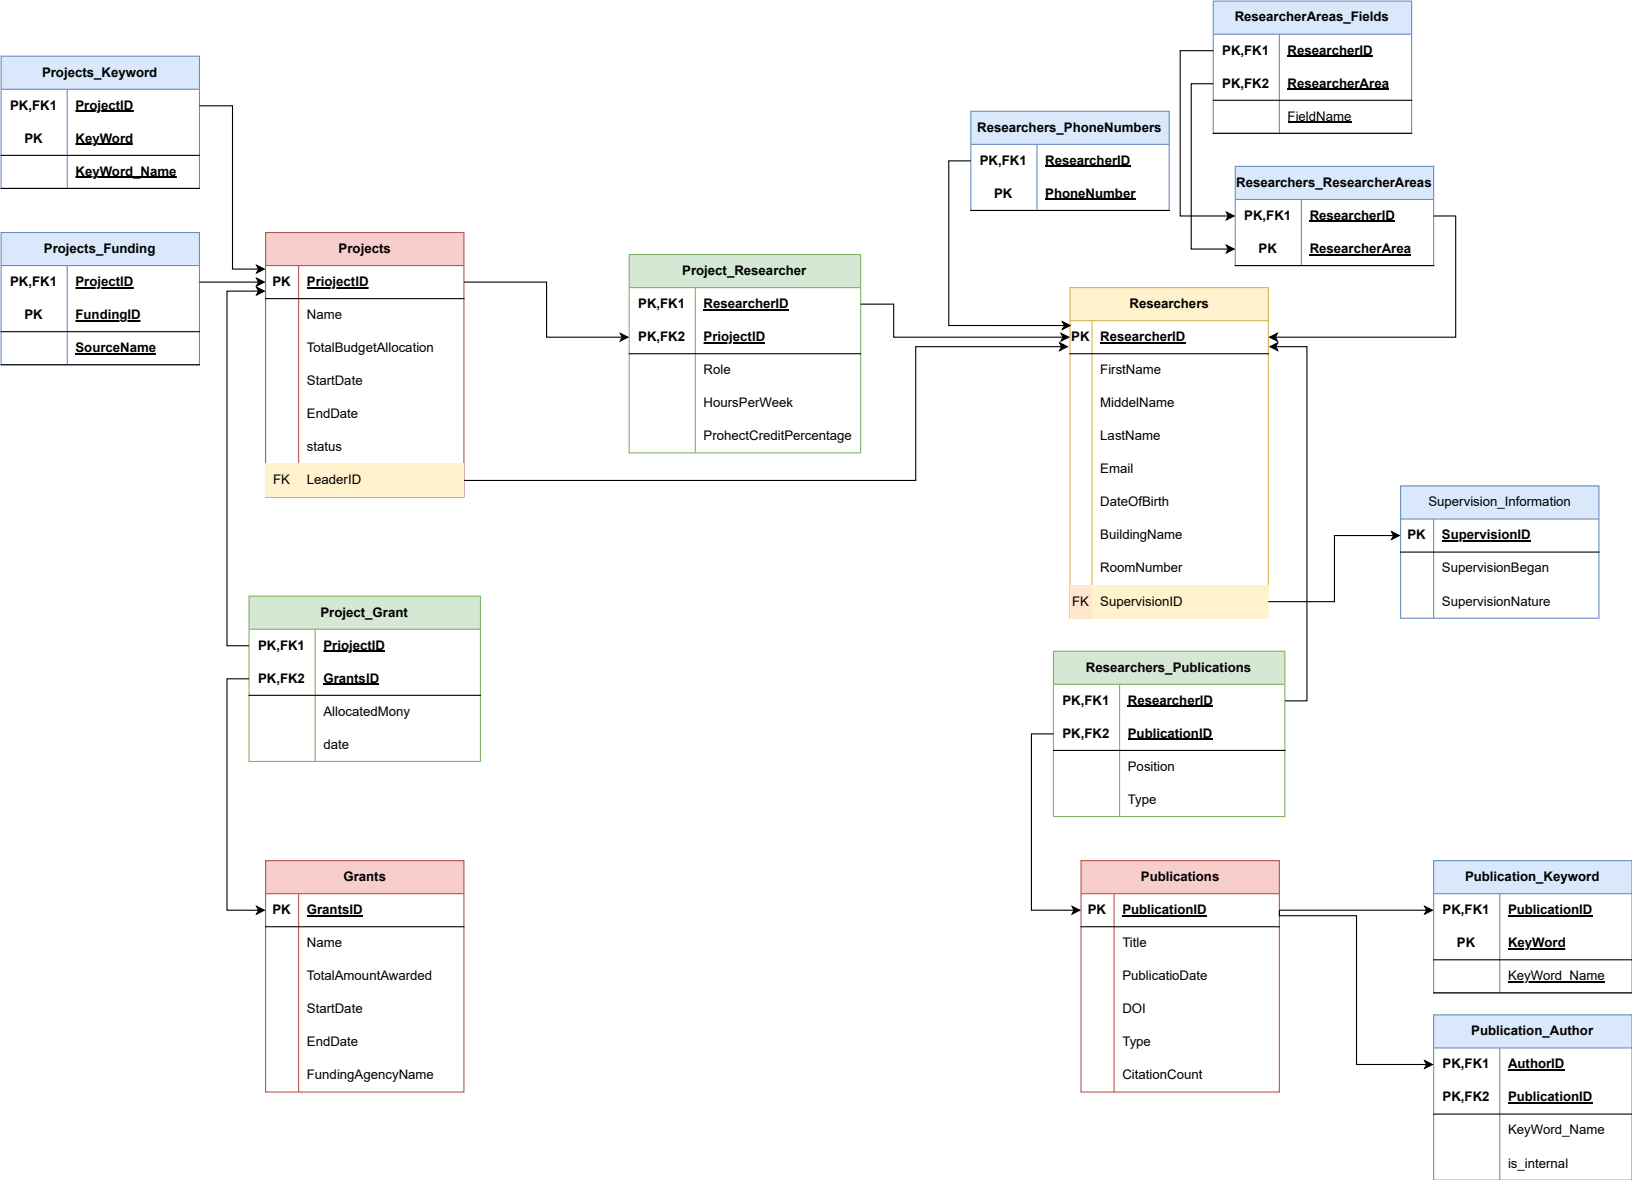 ResearcherAreas_Fields
PK,FK1 ResearcherID
PK,FK2 ResearcherArea
FieldName
Projects_Keyword
PK,FK1 ProjectID
PK KeyWord
KeyWord_Name
Researchers_PhoneNumbers
PK,FK1 ResearcherID
PK PhoneNumber
Researchers_ResearcherAreas
PK,FK1 ResearcherID
PK ResearcherArea
Projects_Funding
PK,FK1 ProjectID
PK FundingID
SourceName
Projects
PK PriojectID
Name
TotalBudgetAllocation
StartDate
EndDate
status
FK LeaderID
Project_Researcher
PK,FK1 ResearcherID
PK,FK2 PriojectID
Role
HoursPerWeek
ProhectCreditPercentage
Researchers
PK ResearcherID
FirstName
MiddelName
LastName
Email
DateOfBirth
BuildingName
RoomNumber
FK SupervisionID
Supervision_Information
PK SupervisionID
SupervisionBegan
SupervisionNature
Project_Grant
PK,FK1 PriojectID
PK,FK2 GrantsID
AllocatedMony
date
Researchers_Publications
PK,FK1 ResearcherID
PK,FK2 PublicationID
Position
Type
Grants
PK GrantsID
Name
TotalAmountAwarded
StartDate
EndDate
FundingAgencyName
Publications
PK PublicationID
Title
PublicatioDate
DOI
Type
CitationCount
Publication_Keyword
PK,FK1 PublicationID
PK KeyWord
KeyWord_Name
Publication_Author
PK,FK1 AuthorID
PK,FK2 PublicationID
KeyWord_Name
is_internal